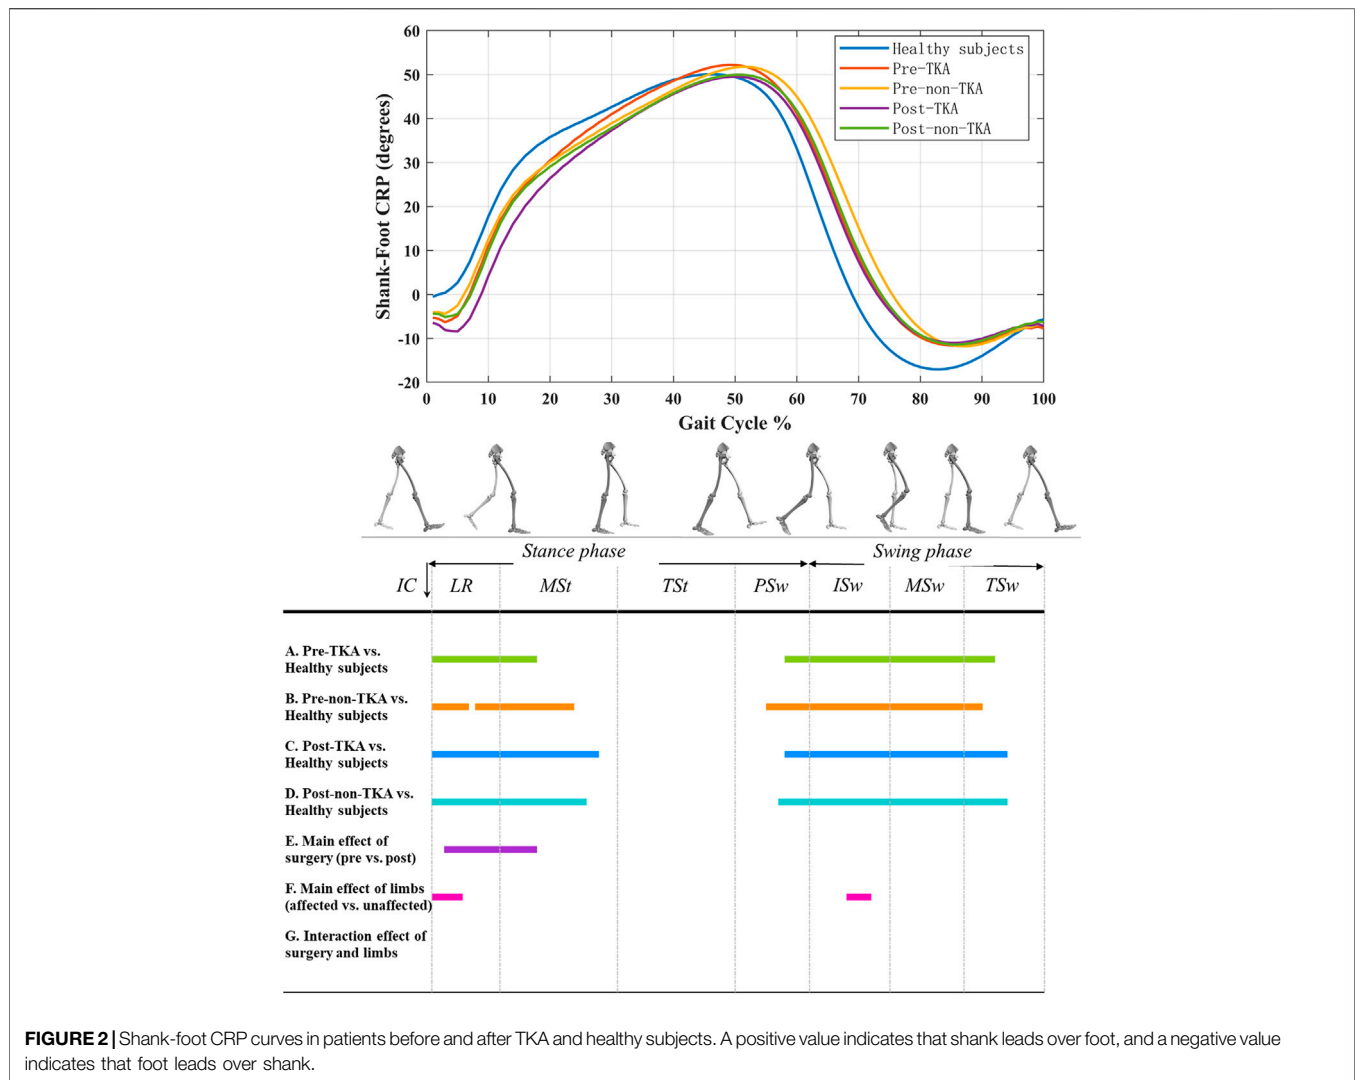 60
50
40
30
20
10
0
-10
-20
Shank-Foot CRP (degrees)
Healthy subjects
Pre-TKA
Pre-non-TKA
Post-TKA
Post-non-TKA
0 10 20 30 40 50 60 70 80 90 100
Gait Cycle %
Stance phase Swing phase
IC LR MSt TSt PSw ISw MSw TSw
A. Pre-TKA vs.
Healthy subjects
B. Pre-non-TKA vs.
Healthy subjects
C. Post-TKA vs.
Healthy subjects
D. Post-non-TKA vs.
Healthy subjects
E. Main effect of
surgery (pre vs. post)
F. Main effect of limbs
(affected vs. unaffected)
G. Interaction effect of
surgery and limbs
FIGURE 2 | Shank-foot CRP curves in patients before and after TKA and healthy subjects. A positive value indicates that shank leads over foot, and a negative value
indicates that foot leads over shank.